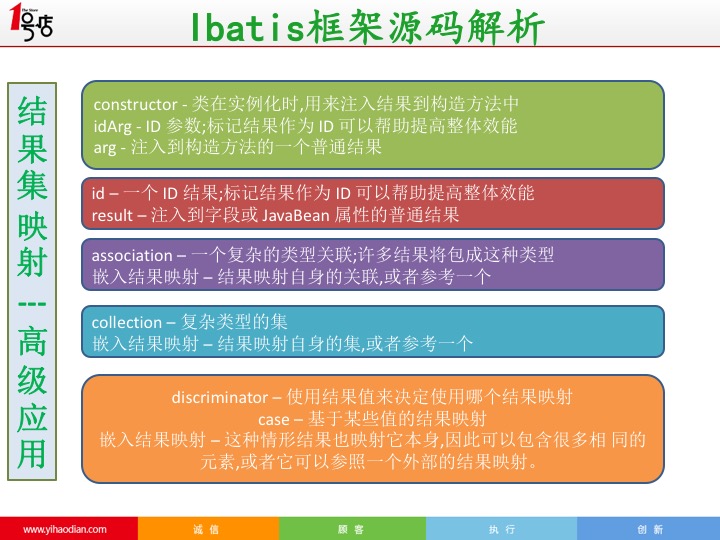 The Store
1号店
Ibatis框架源码解析
结果集映射---高级应用
constructor - 类在实例化时,用来注入结果到构造方法中
idArg - ID 参数;标记结果作为 ID 可以帮助提高整体效能
arg - 注入到构造方法的一个普通结果
id – 一个 ID 结果;标记结果作为 ID 可以帮助提高整体效能
result – 注入到字段或 JavaBean 属性的普通结果
association – 一个复杂的类型关联;许多结果将包成这种类型
嵌入结果映射 – 结果映射自身的关联,或者参考一个
collection – 复杂类型的集
嵌入结果映射 – 结果映射自身的集,或者参考一个
discriminator – 使用结果值来决定使用哪个结果映射
case – 基于某些值的结果映射
嵌入结果映射 – 这种情形结果也映射它本身,因此可以包含很多相 同的
元素,或者它可以参照一个外部的结果映射。
www.yihaodian.com
诚 信
顾 客
执 行
创 新